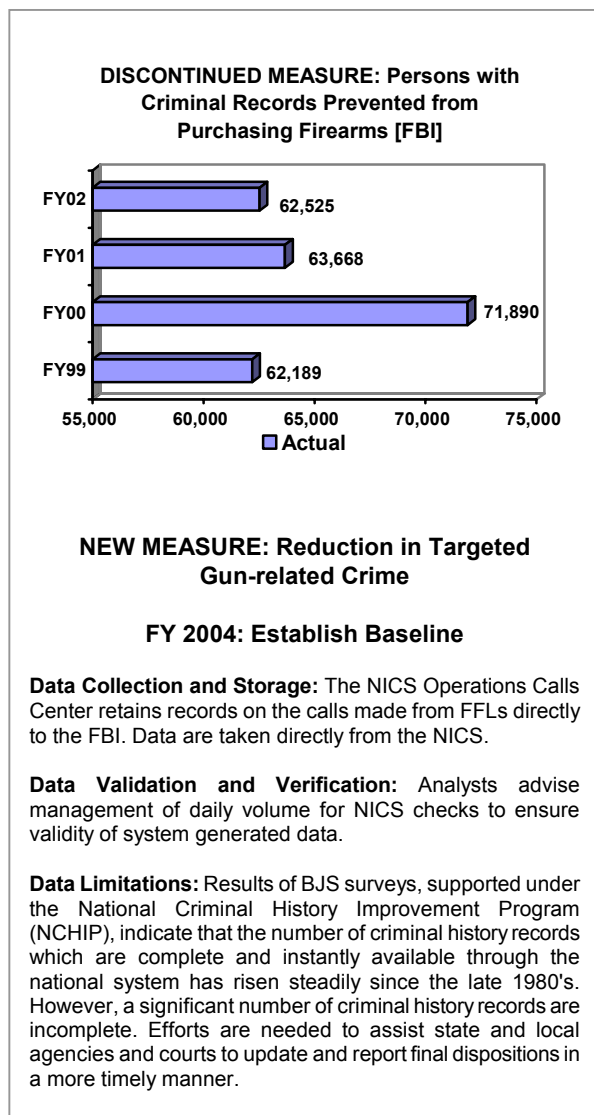 DISCONTINUED MEASURE: Persons with
Criminal Records Prevented from
Purchasing Firearms [FBI]
FY02
62,525
FY01
63,668
FY00
71,890
FY99
62,189
55,000 60,000 65,000 70,000 75,000
Actual
NEW MEASURE: Reduction in Targeted
Gun-related Crime
FY 2004: Establish Baseline
Data Collection and Storage: The NICS Operations Calls
Center retains records on the calls made from FFLs directly
to the FBI. Data are taken directly from the NICS.
Data Validation and Verification: Analysts advise
management of daily volume for NICS checks to ensure
validity of system generated data.
Data Limitations: Results of BJS surveys, supported under
the National Criminal History Improvement Program
(NCHIP), indicate that the number of criminal history records
which are complete and instantly available through the
national system has risen steadily since the late 1980's.
However, a significant number of criminal history records are
incomplete. Efforts are needed to assist state and local
agencies and courts to update and report final dispositions in
a more timely manner.